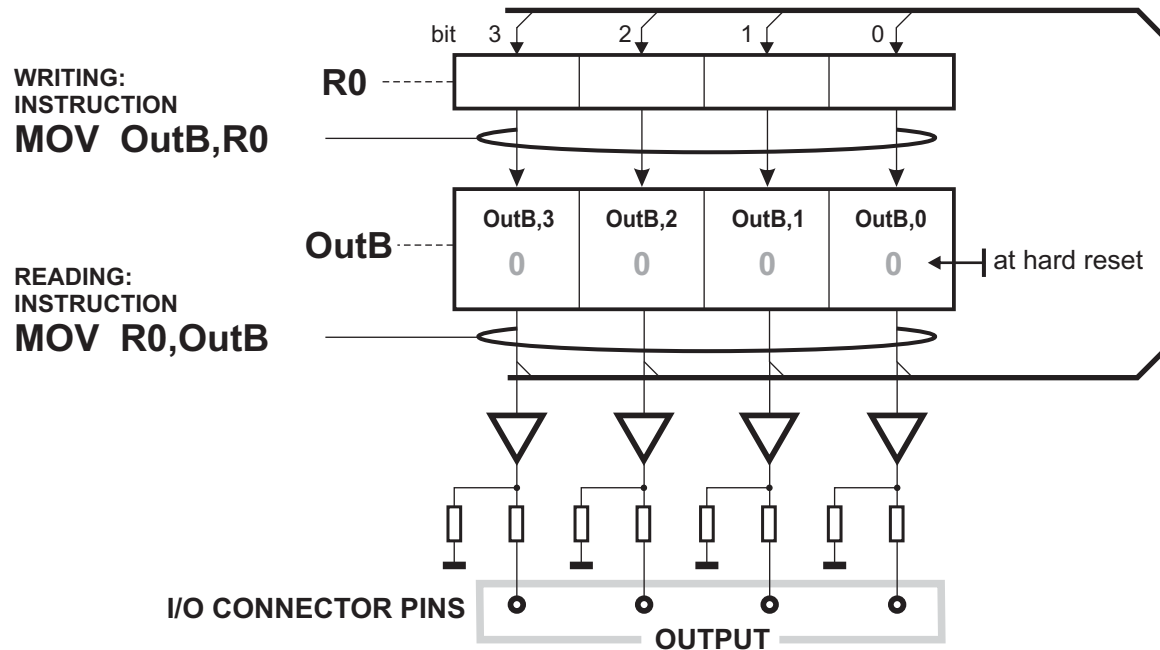 bit 3 2 1 0
WRITING:
INSTRUCTION
MOV OutB,R0
R0
OutB,3 OutB,2 OutB,1 OutB,0
0 0 0 0
OutB
at hard reset
READING:
INSTRUCTION
MOV R0,OutB
I/O CONNECTOR PINS
OUTPUT